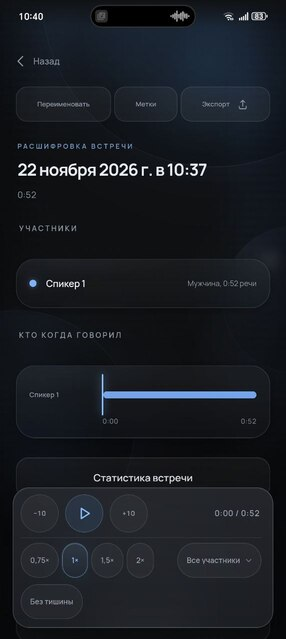 10:40
83
Назад
Переименовать
Метки
Экспорт
РАСШИФРОВКА ВСТРЕЧИ
22 ноября 2026 г. в 10:37
0:52
УЧАСТНИКИ
Спикер 1
Мужчина, 0:52 речи
КТО КОГДА ГОВОРИЛ
Спикер 1
0:00
0:52
Статистика встречи
−10
+10
0:00 / 0:52
0,75×
1×
1,5×
2×
Все участники
Без тишины